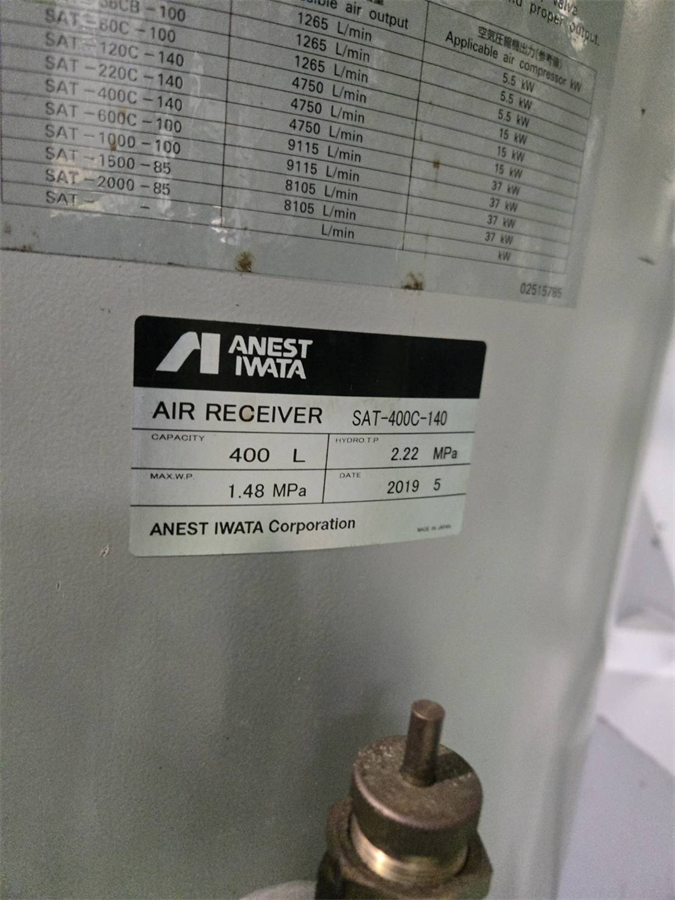 valve
and proper output.
ible air output
空気圧縮機出力(参考値)
Applicable air compressor kW
1265 L/min 5.5 kW
38CB-100 1265 L/min 5.5 kW
SAT-60C-100 1265 L/min 5.5 kW
SAT-120C-140 4750 L/min 15 kW
SAT-220C-140 4750 L/min 15 kW
SAT-400C-140 4750 L/min 15 kW
SAT-600C-100 9115 L/min 37 kW
SAT-1000-100 9115 L/min 37 kW
SAT-1500-85 8105 L/min 37 kW
SAT-2000-85 8105 L/min 37 kW
SAT- - L/min kW
02515785
ANEST
IWATA
AIR RECEIVER SAT-400C-140
CAPACITY 400 L HYDRO T.P 2.22 MPa
MAX.W.P. 1.48 MPa DATE 2019 5
ANEST IWATA Corporation MADE IN JAPAN